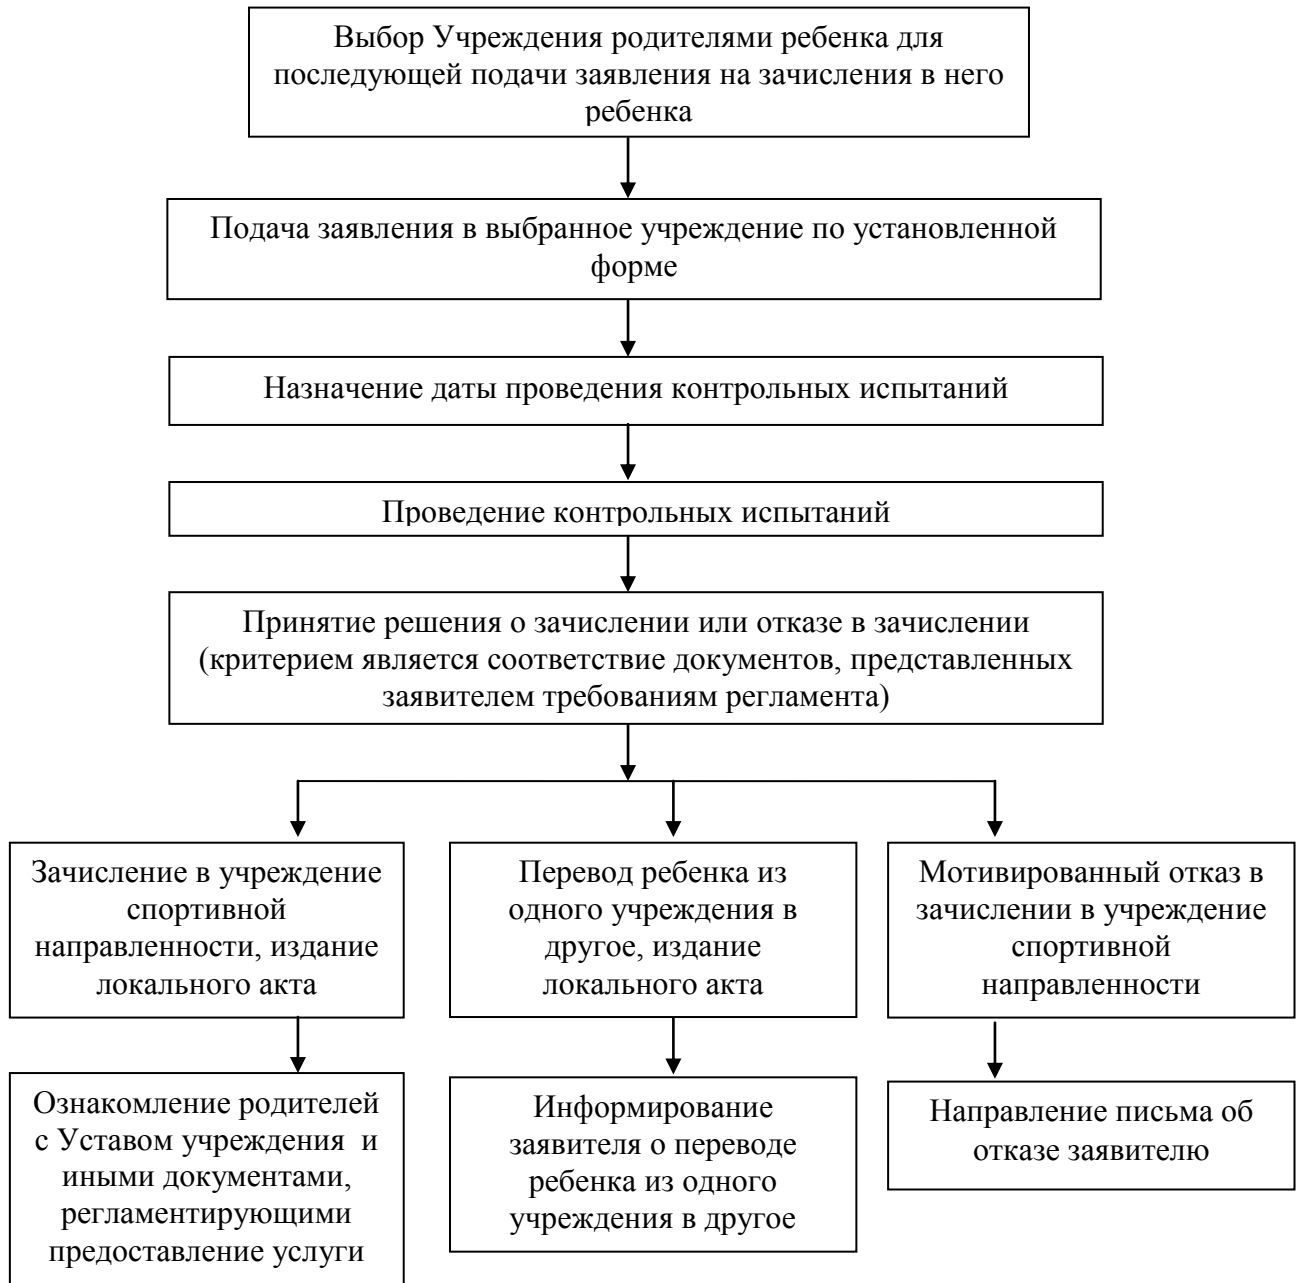 Выбор Учреждения родителями ребенка для
последующей подачи заявления на зачисления в него
ребенка
Подача заявления в выбранное учреждение по установленной
форме
Назначение даты проведения контрольных испытаний
Проведение контрольных испытаний
Принятие решения о зачислении или отказе в зачислении
(критерием является соответствие документов, представленных
заявителем требованиям регламента)
Зачисление в учреждение
спортивной
направленности, издание
локального акта
Перевод ребенка из
одного учреждения в
другое, издание
локального акта
Мотивированный отказ в
зачислении в учреждение
спортивной
направленности
Ознакомление родителей
с Уставом учреждения и
иными документами,
регламентирующими
предоставление услуги
Информирование
заявителя о переводе
ребенка из одного
учреждения в другое
Направление письма об
отказе заявителю